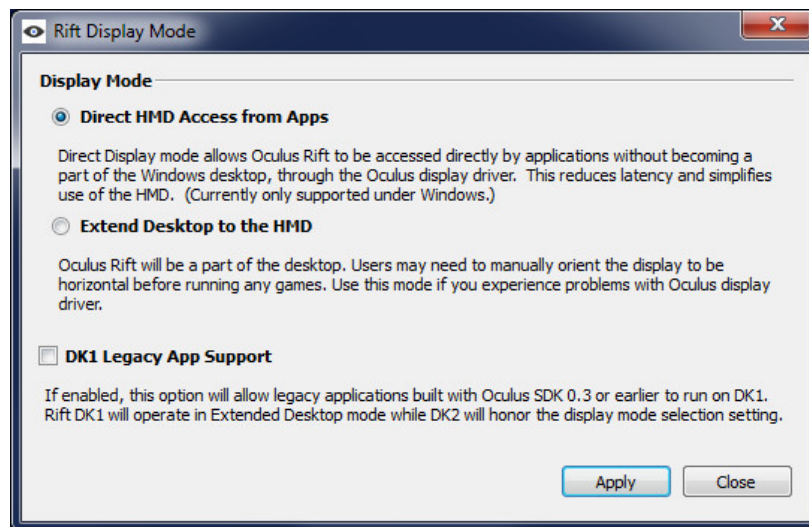 Rift Display Mode
Display Mode
Direct HMD Access from Apps
Direct Display mode allows Oculus Rift to be accessed directly by applications without becoming a
part of the Windows desktop, through the Oculus display driver.  This reduces latency and simplifies
use of the HMD.  (Currently only supported under Windows.)
Extend Desktop to the HMD
Oculus Rift will be a part of the desktop. Users may need to manually orient the display to be
horizontal before running any games. Use this mode if you experience problems with Oculus display
driver.
DK1 Legacy App Support
If enabled, this option will allow legacy applications built with Oculus SDK 0.3 or earlier to run on DK1.
Rift DK1 will operate in Extended Desktop mode while DK2 will honor the display mode selection setting.
Apply Close